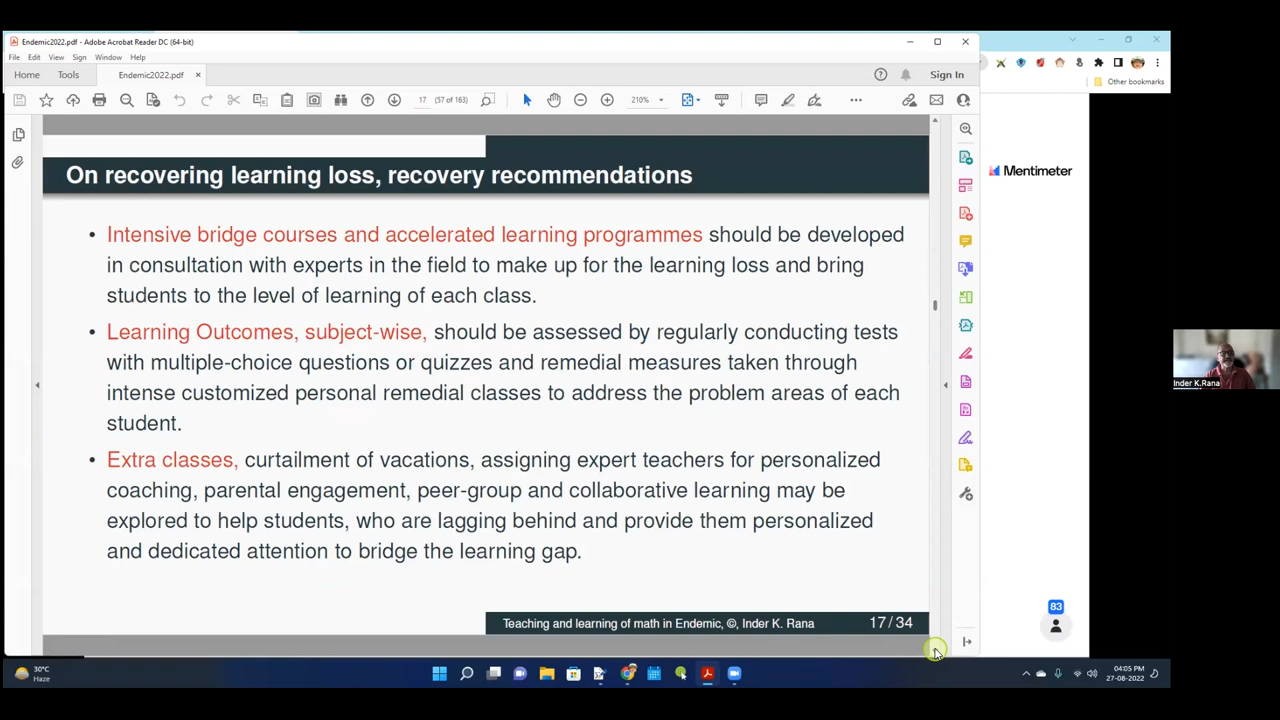 Endemic2022.pdf - Adobe Acrobat Reader DC (64-bit)
File Edit View Sign Window Help
Home Tools Endemic2022.pdf × Sign In
17 (57 of 163) 210%
Other bookmarks
Mentimeter
On recovering learning loss, recovery recommendations
• Intensive bridge courses and accelerated learning programmes should be developed
in consultation with experts in the field to make up for the learning loss and bring
students to the level of learning of each class.
• Learning Outcomes, subject-wise, should be assessed by regularly conducting tests
with multiple-choice questions or quizzes and remedial measures taken through
intense customized personal remedial classes to address the problem areas of each
student.
• Extra classes, curtailment of vacations, assigning expert teachers for personalized
coaching, parental engagement, peer-group and collaborative learning may be
explored to help students, who are lagging behind and provide them personalized
and dedicated attention to bridge the learning gap.
Teaching and learning of math in Endemic, ©, Inder K. Rana 17 / 34
83
Inder K.Rana
30°C
Haze
04:05 PM
27-08-2022